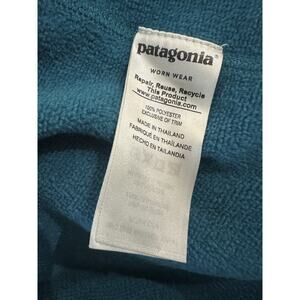 patagonia®
WORN WEAR
Repair, Reuse, Recycle
This Product
www.patagonia.com
100% POLYESTER
EXCLUSIVE OF TRIM
MADE IN THAILAND
FABRIQUÉ EN THAÏLANDE
HECHO EN TAILANDIA